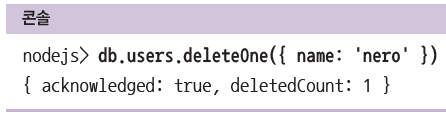 콘솔
nodejs> db.users.deleteOne({ name: 'nero' })
{ acknowledged: true, deletedCount: 1 }